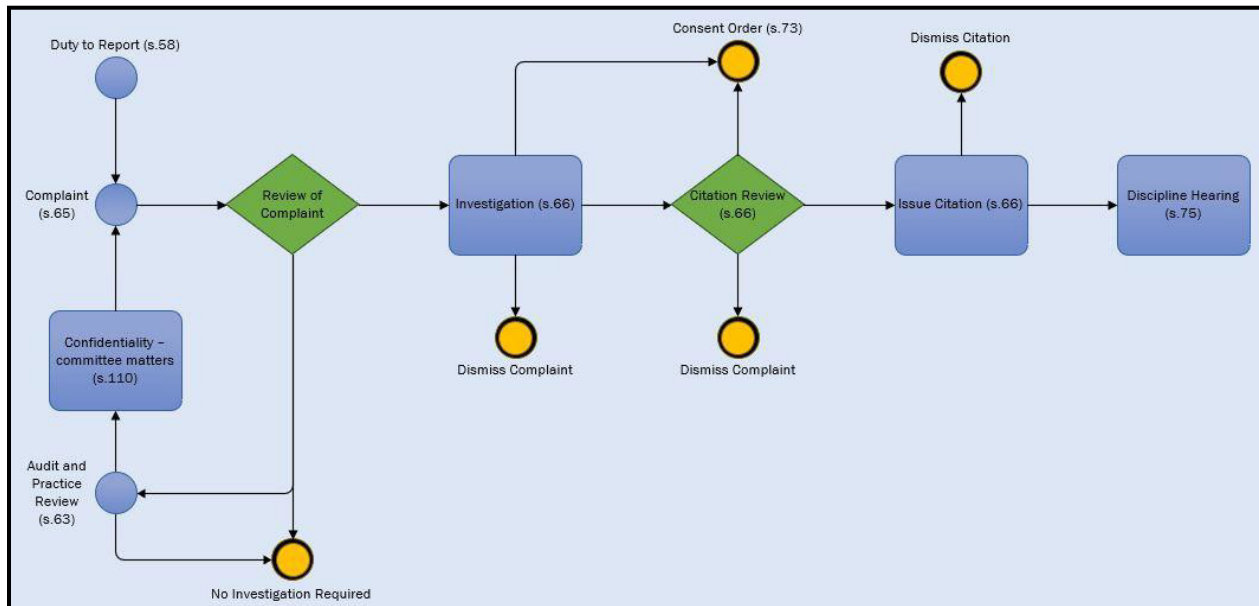 Duty to Report (s.58)
Consent Order (s.73)
Dismiss Citation
Complaint
(s.65)
Review of
Complaint
Investigation (s.66)
Citation Review
(s.66)
Issue Citation (s.66)
Discipline Hearing
(s.75)
Confidentiality –
committee matters
(s.110)
Dismiss Complaint
Dismiss Complaint
Audit and
Practice
Review
(s.63)
No Investigation Required